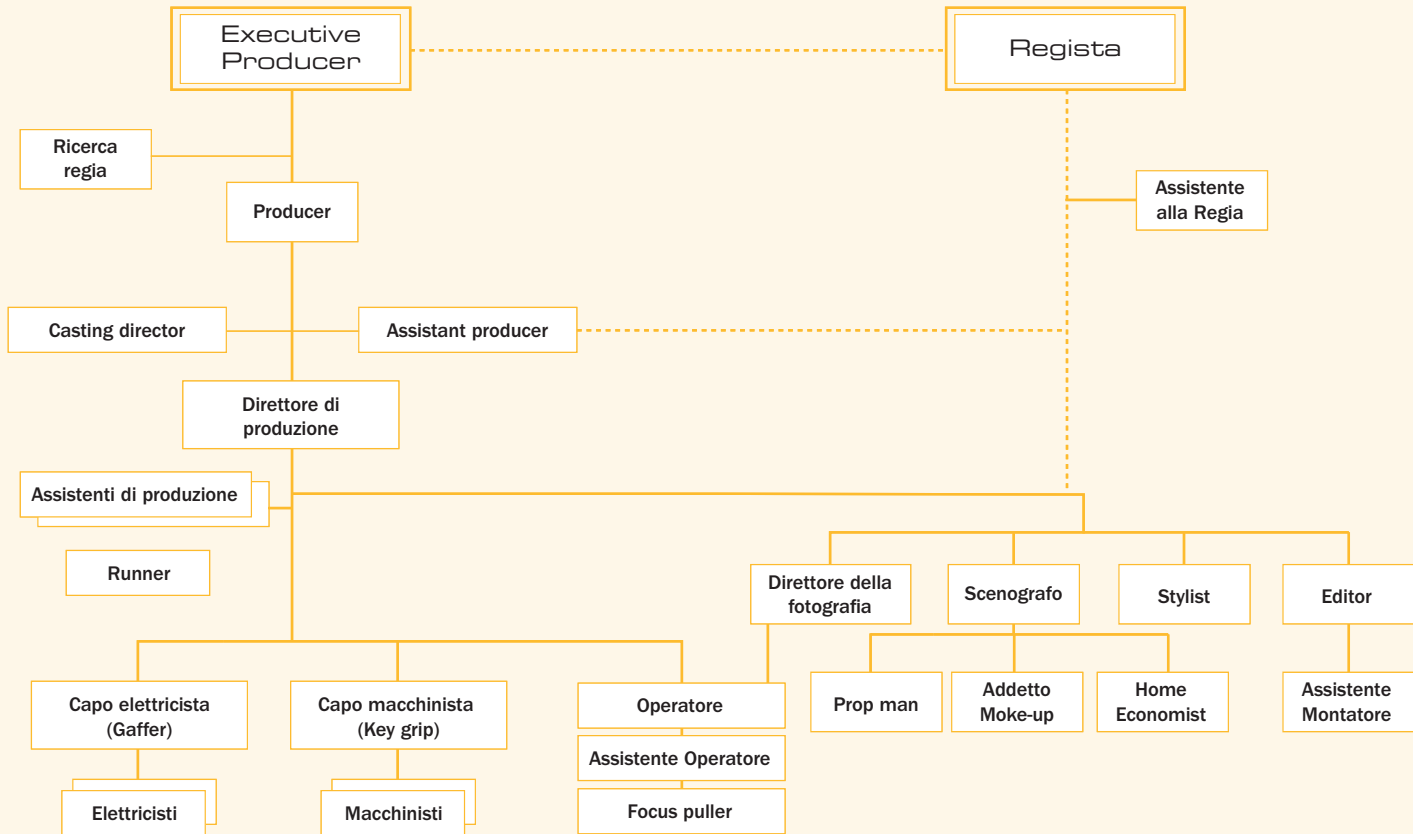 Executive
Producer
Regista
Ricerca
regia
Producer
Assistente
alla Regia
Casting director
Assistant producer
Direttore di
produzione
Assistenti di produzione
Runner
Direttore della
fotografia
Scenografo
Stylist
Editor
Capo elettricista
(Gaffer)
Capo macchinista
(Key grip)
Operatore
Prop man
Addetto
Moke-up
Home
Economist
Assistente
Montatore
Assistente Operatore
Elettricisti
Macchinisti
Focus puller